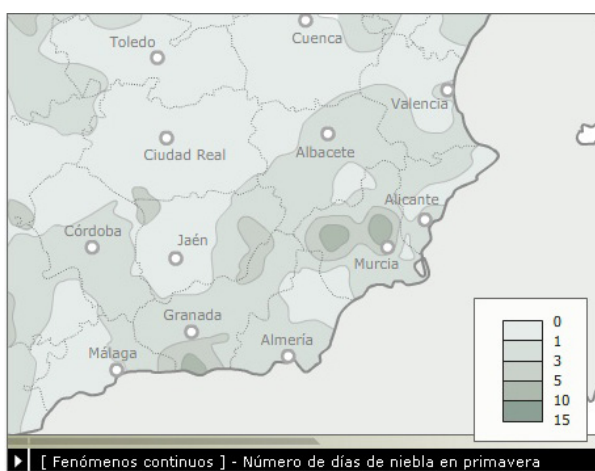 Cuenca
Toledo
Valencia
Ciudad Real
Albacete
Alicante
Córdoba
Jaén
Murcia
Granada
Almería
Málaga
0
1
3
5
10
15
[ Fenómenos continuos ] - Número de días de niebla en primavera